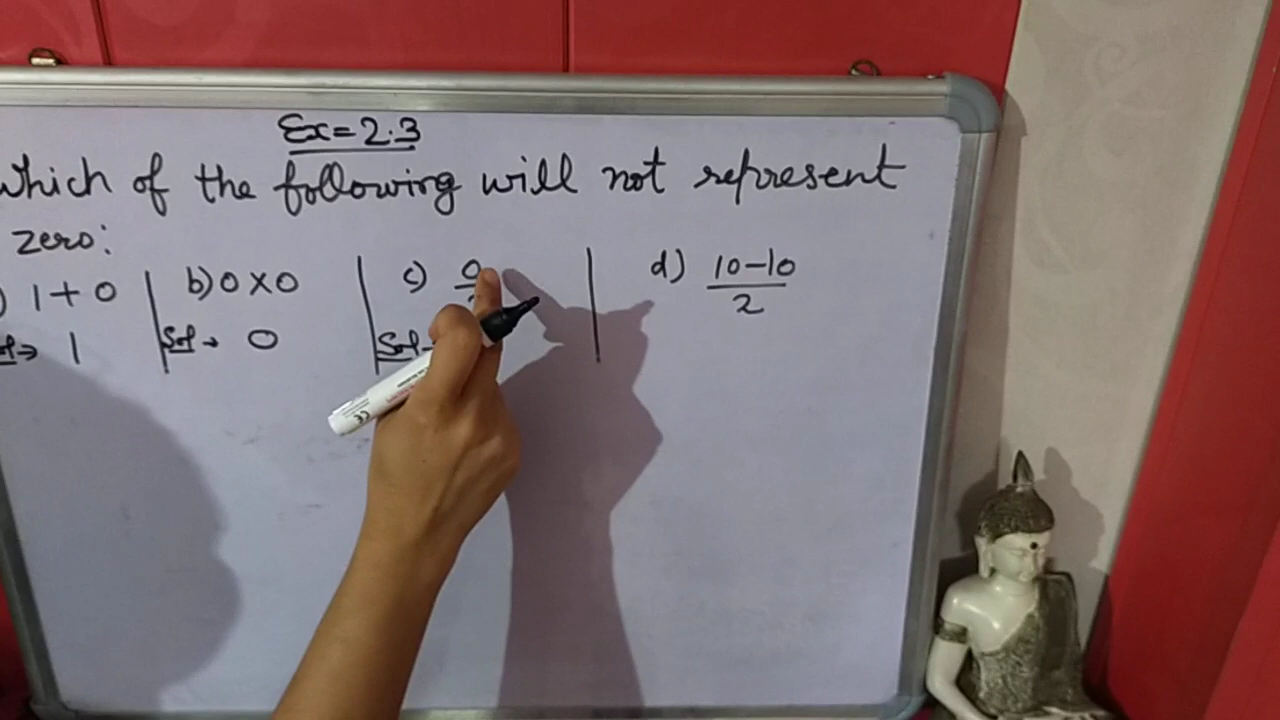 Ex=2.3
which of the following will not represent
zero:
) 1+0 b) 0×0 c) 0 d) 10-10
2
→ 1 Sol→ 0 Sol